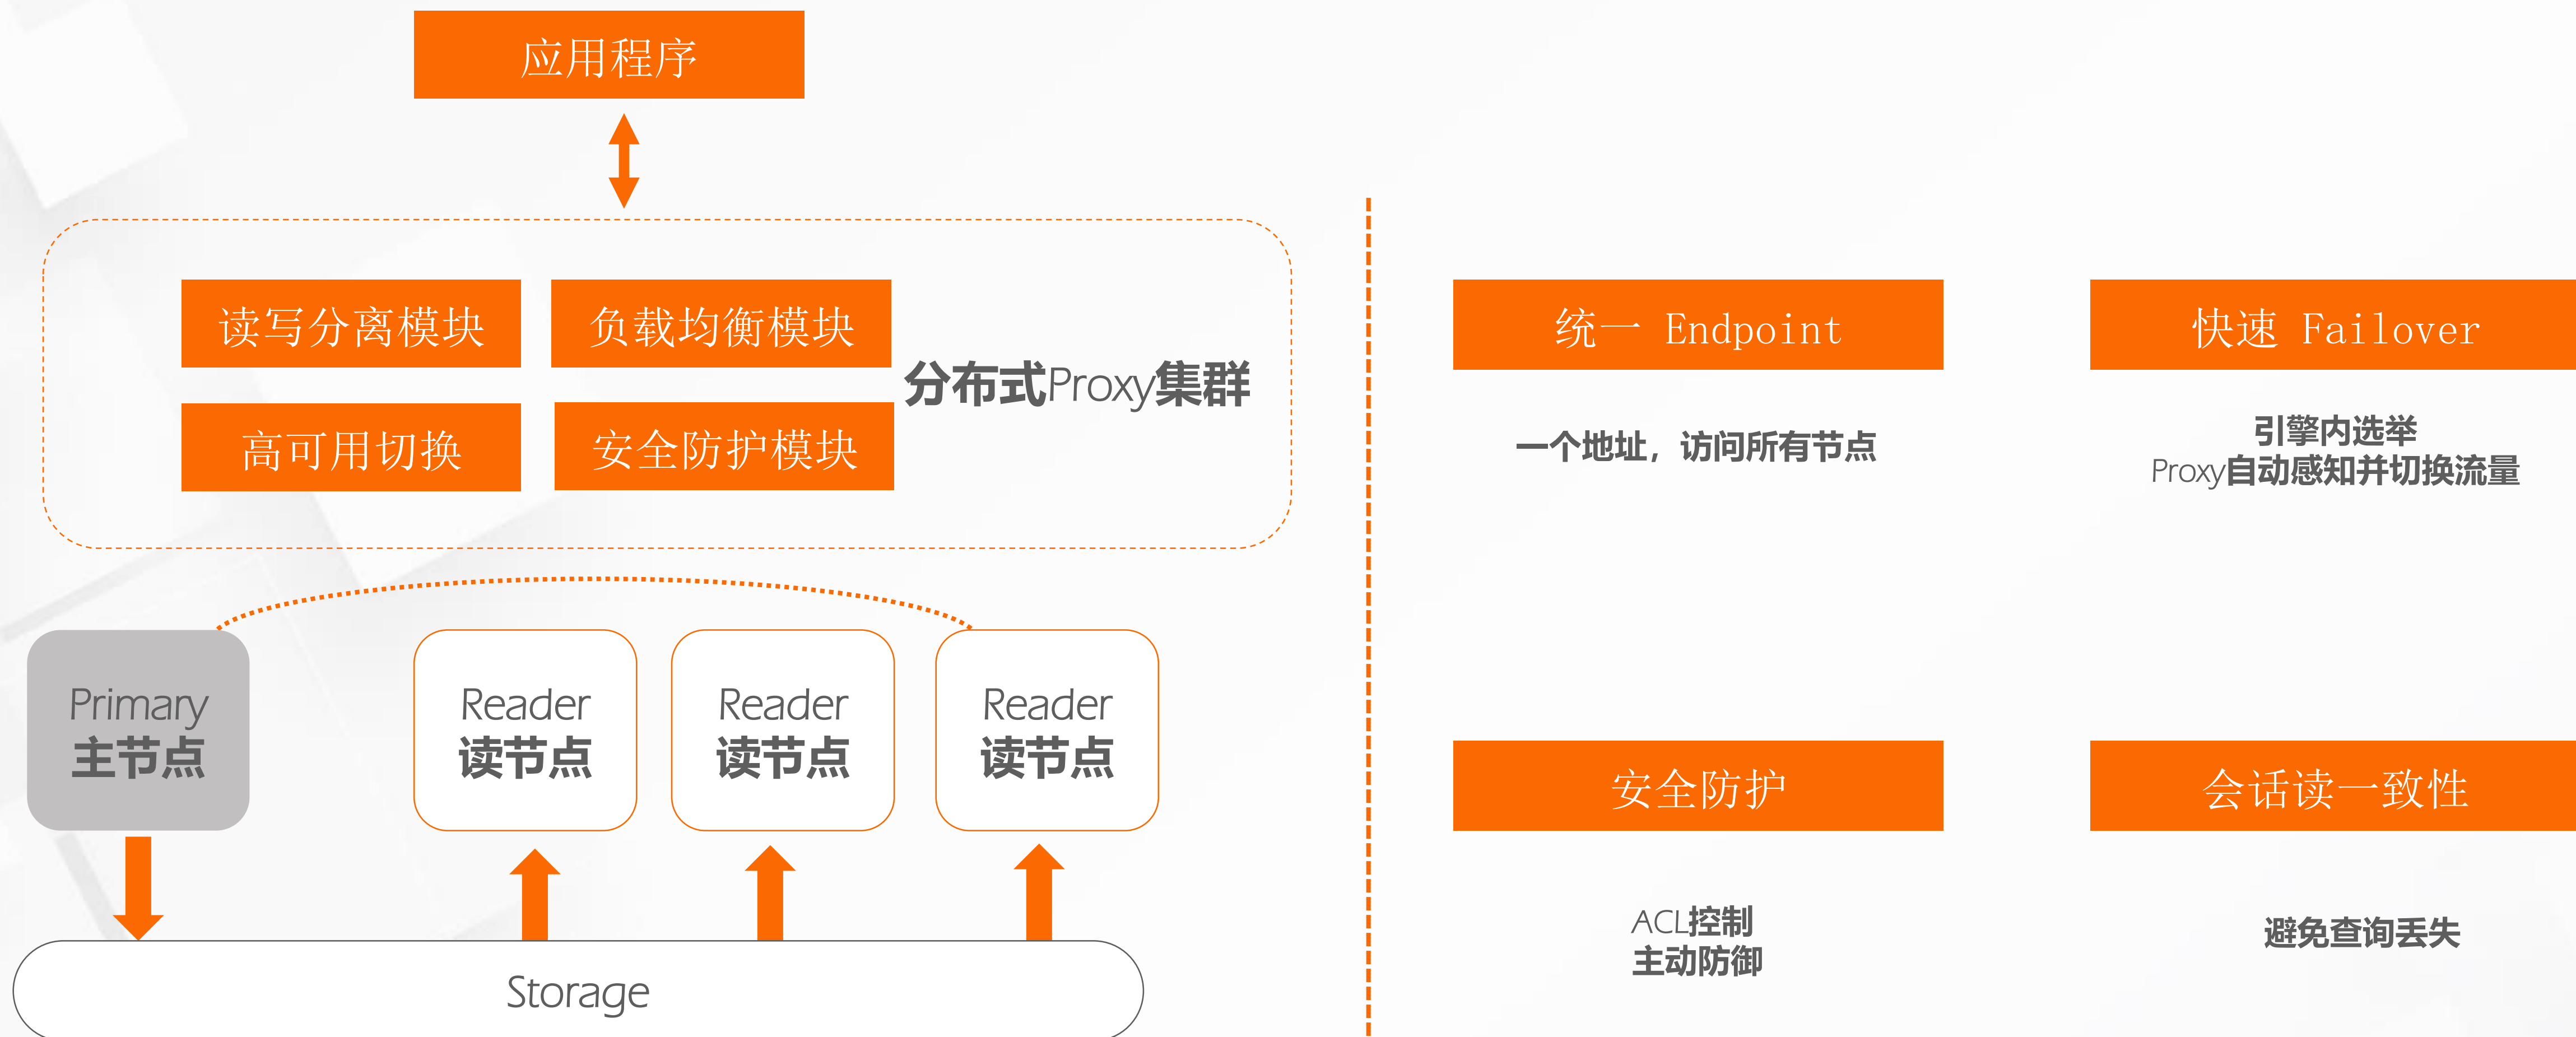 应用程序
读写分离模块
负载均衡模块
高可用切换
安全防护模块
分布式Proxy集群
Primary
主节点
Reader
读节点
Reader
读节点
Reader
读节点
Storage
统一 Endpoint
一个地址，访问所有节点
快速 Failover
引擎内选举
Proxy自动感知并切换流量
安全防护
ACL控制
主动防御
会话读一致性
避免查询丢失